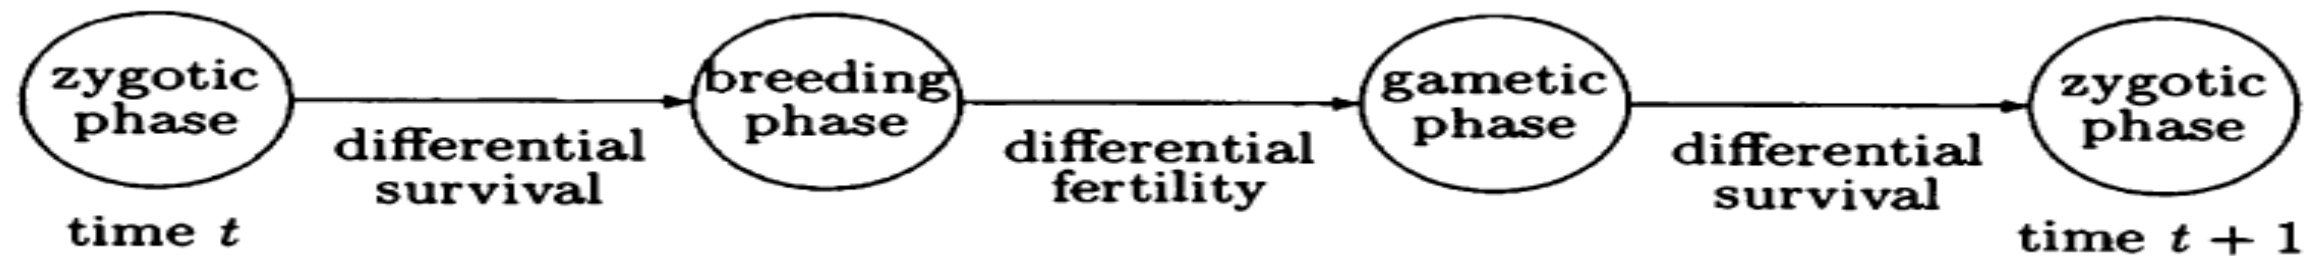 zygotic
phase
differential
survival
time t
breeding
phase
differential
fertility
gametic
phase
differential
survival
zygotic
phase
time t + 1